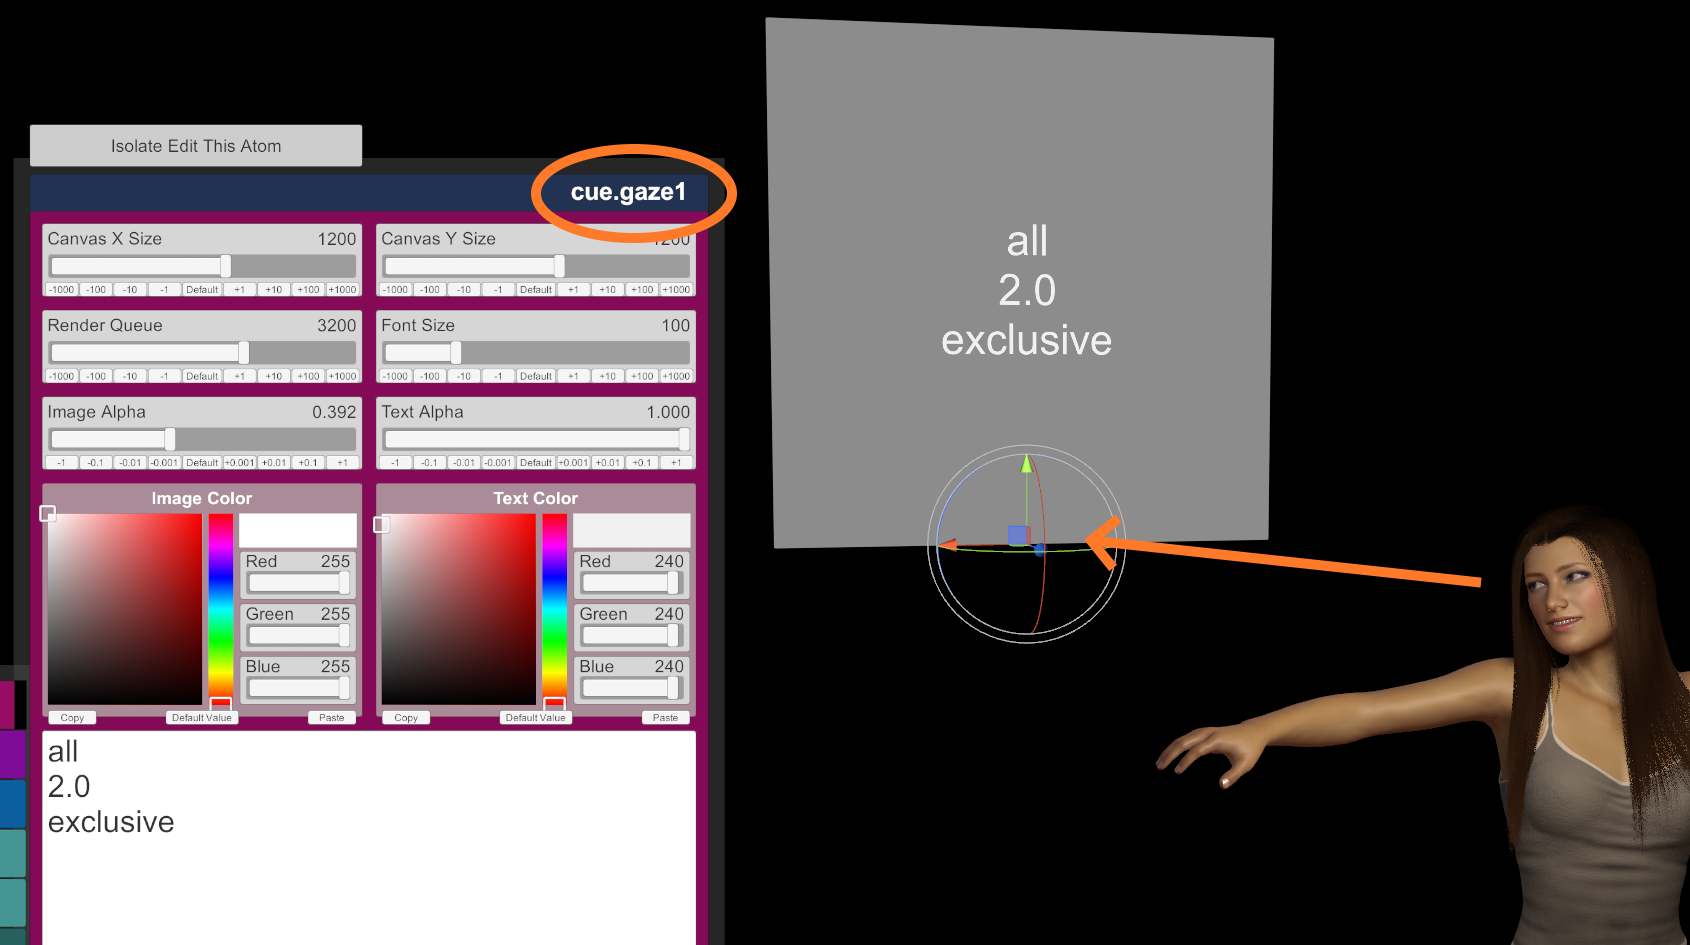 Isolate Edit This Atom
cue.gaze1
Canvas X Size 1200
-1000 -100 -10 -1 Default +1 +10 +100 +1000
Canvas Y Size 1200
-1000 -100 -10 -1 Default +1 +10 +100 +1000
Render Queue 3200
-1000 -100 -10 -1 Default +1 +10 +100 +1000
Font Size 100
-1000 -100 -10 -1 Default +1 +10 +100 +1000
Image Alpha 0.392
-1 -0.1 -0.01 -0.001 Default +0.001 +0.01 +0.1 +1
Text Alpha 1.000
-1 -0.1 -0.01 -0.001 Default +0.001 +0.01 +0.1 +1
Image Color
Red 255
Green 255
Blue 255
Copy Default Value Paste
Text Color
Red 240
Green 240
Blue 240
Copy Default Value Paste
all
2.0
exclusive
all
2.0
exclusive